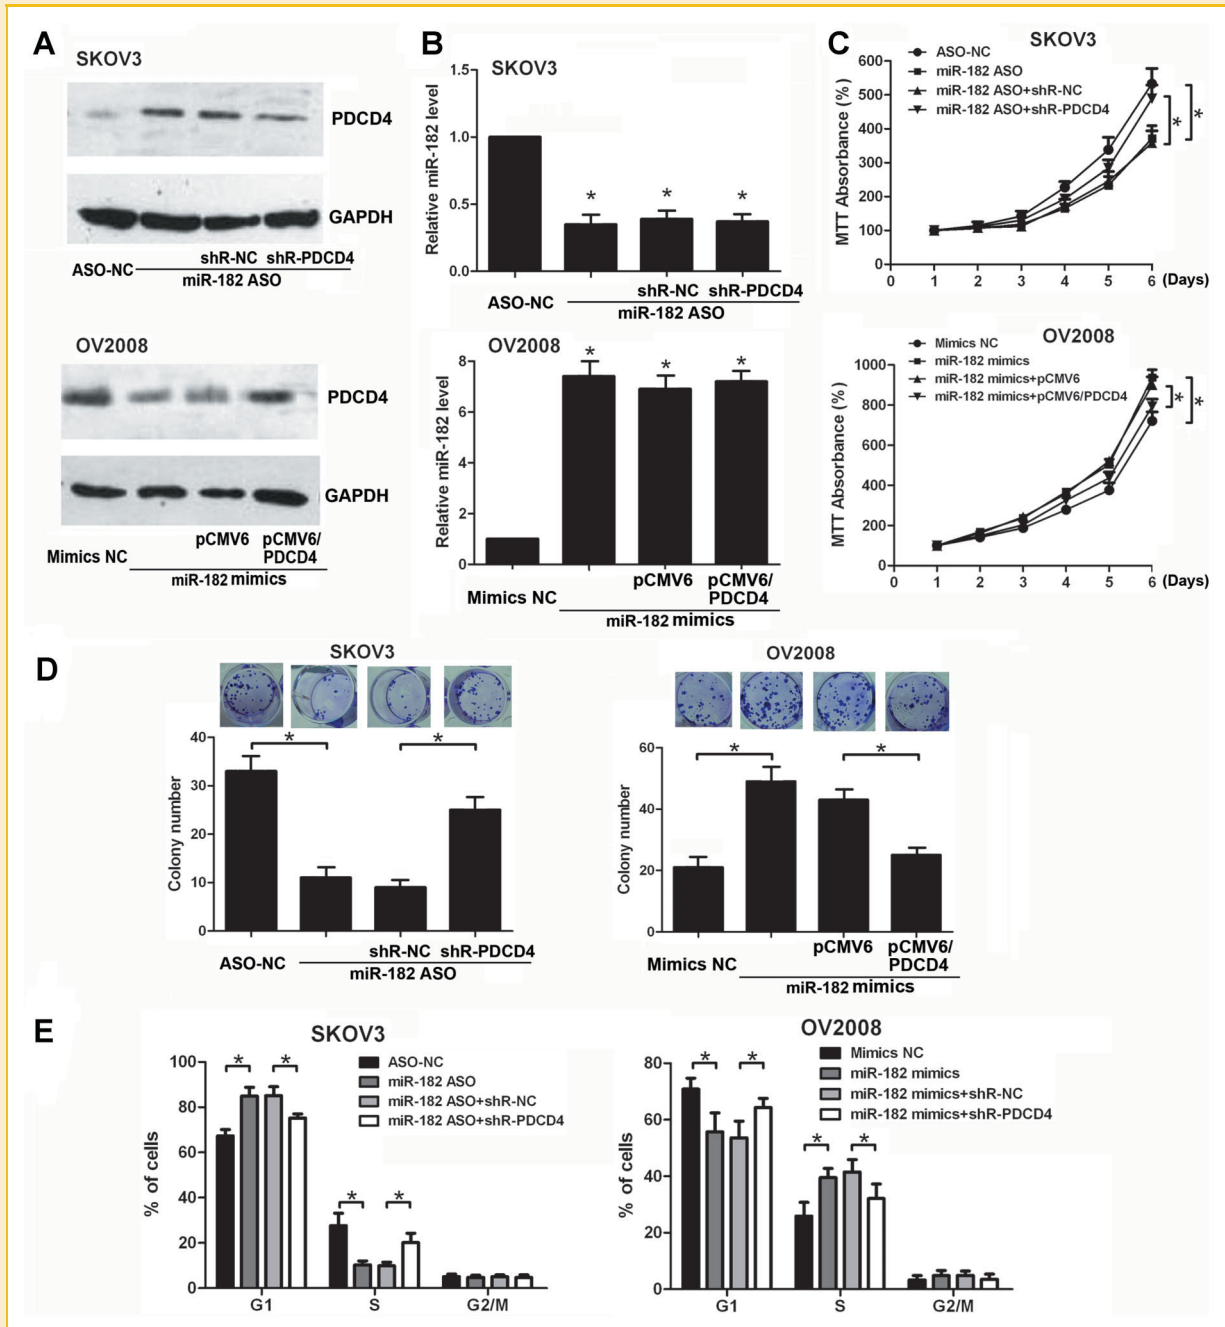 A
SKOV3
PDCD4
GAPDH
ASO-NC
shR-NC shR-PDCD4
miR-182 ASO
OV2008
PDCD4
GAPDH
Mimics NC
pCMV6
pCMV6/
PDCD4
miR-182 mimics
B
SKOV3
Relative miR-182 level
1.5
1.0
0.5
0.0
* * *
ASO-NC
shR-NC shR-PDCD4
miR-182 ASO
OV2008
Relative miR-182 level
8
6
4
2
0
* * *
Mimics NC
pCMV6
pCMV6/
PDCD4
miR-182 mimics
C
SKOV3
ASO-NC
miR-182 ASO
miR-182 ASO+shR-NC
miR-182 ASO+shR-PDCD4
MTT Absorbance (%)
600
500
400
300
200
100
0
* *
0 1 2 3 4 5 6 (Days)
OV2008
Mimics NC
miR-182 mimics
miR-182 mimics+pCMV6
miR-182 mimics+pCMV6/PDCD4
MTT Absorbance (%)
1000
800
600
400
200
0
* *
0 1 2 3 4 5 6 (Days)
D
SKOV3
Colony number
40
30
20
10
0
* *
ASO-NC
shR-NC shR-PDCD4
miR-182 ASO
OV2008
Colony number
60
40
20
0
* *
Mimics NC
pCMV6
pCMV6/
PDCD4
miR-182 mimics
E
SKOV3
ASO-NC
miR-182 ASO
miR-182 ASO+shR-NC
miR-182 ASO+shR-PDCD4
% of cells
100
80
60
40
20
0
* *
* *
G1 S G2/M
OV2008
Mimics NC
miR-182 mimics
miR-182 mimics+shR-NC
miR-182 mimics+shR-PDCD4
% of cells
80
60
40
20
0
* *
* *
G1 S G2/M